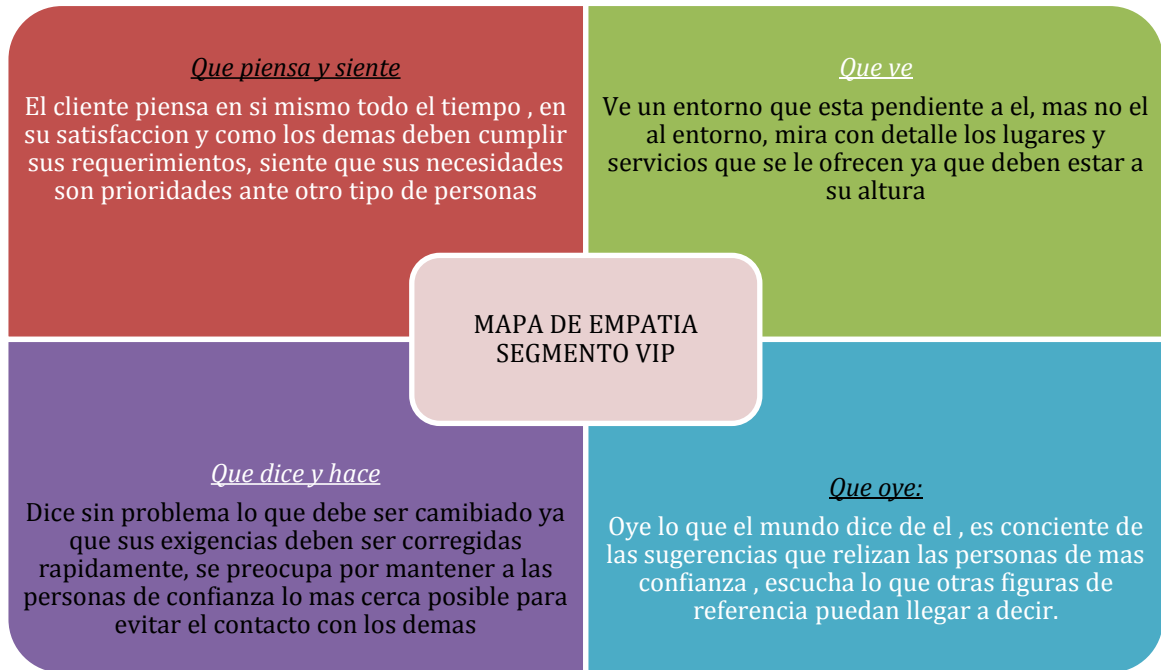 Que piensa y siente
El cliente piensa en si mismo todo el tiempo , en
su satisfaccion y como los demas deben cumplir
sus requerimientos, siente que sus necesidades
son prioridades ante otro tipo de personas
Que ve
Ve un entorno que esta pendiente a el, mas no el
al entorno, mira con detalle los lugares y
servicios que se le ofrecen ya que deben estar a
su altura
MAPA DE EMPATIA
SEGMENTO VIP
Que dice y hace
Dice sin problema lo que debe ser camibiado ya
que sus exigencias deben ser corregidas
rapidamente, se preocupa por mantener a las
personas de confianza lo mas cerca posible para
evitar el contacto con los demas
Que oye:
Oye lo que el mundo dice de el , es conciente de
las sugerencias que relizan las personas de mas
confianza , escucha lo que otras figuras de
referencia puedan llegar a decir.